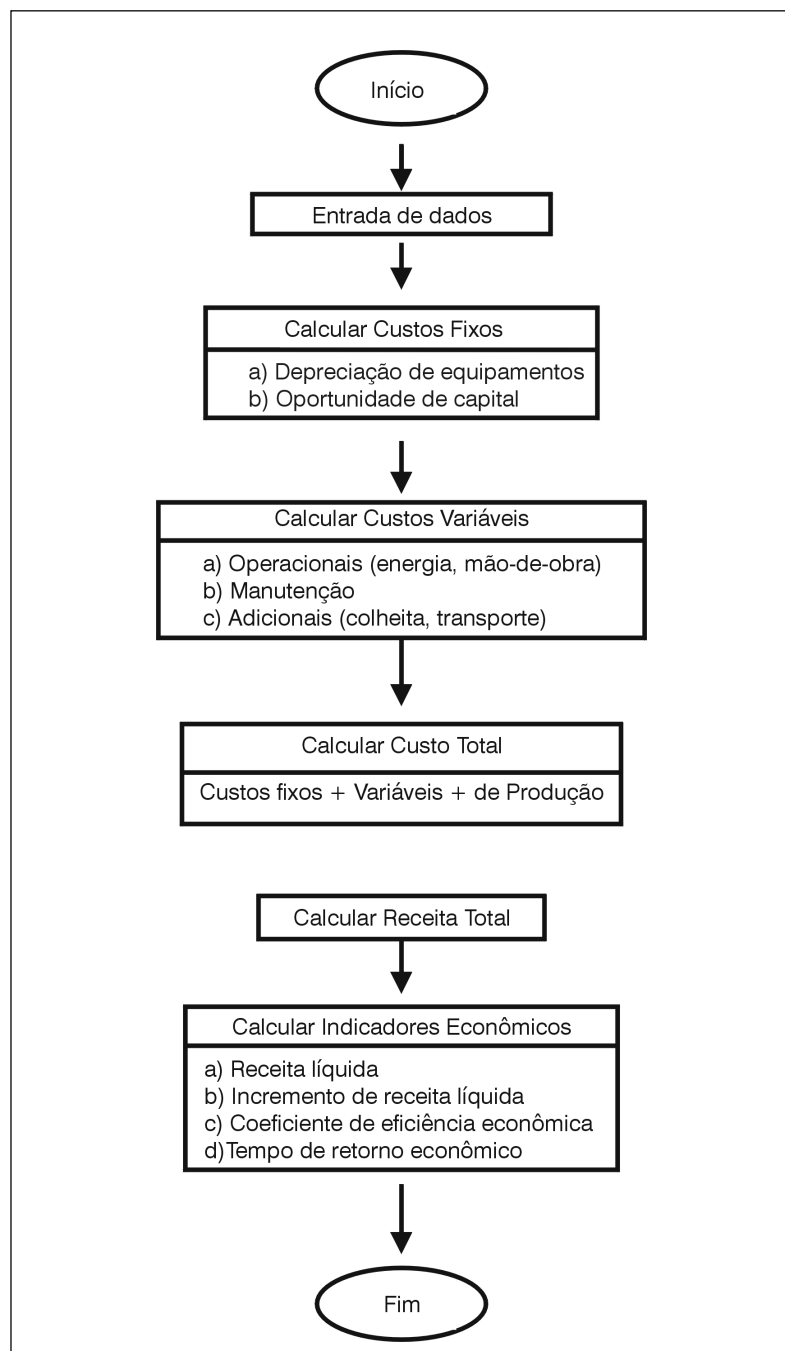 Início
Entrada de dados
Calcular Custos Fixos
a) Depreciação de equipamentos
b) Oportunidade de capital
Calcular Custos Variáveis
a) Operacionais (energia, mão-de-obra)
b) Manutenção
c) Adicionais (colheita, transporte)
Calcular Custo Total
Custos fixos + Variáveis + de Produção
Calcular Receita Total
Calcular Indicadores Econômicos
a) Receita líquida
b) Incremento de receita líquida
c) Coeficiente de eficiência econômica
d)Tempo de retorno econômico
Fim